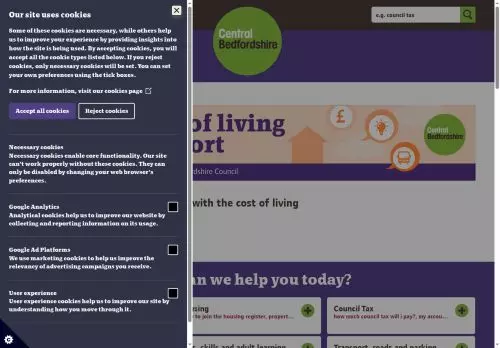 Our site uses cookies
Some of these cookies are necessary, while others help
us to improve your experience by providing insights into
how the site is being used. By accepting cookies, you will
accept all the cookie types listed below. If you reject
cookies, only necessary cookies will be set. You can set
your own preferences using the tick boxes.
For more information, visit our cookies page
Accept all cookies
Reject cookies
Necessary cookies
Necessary cookies enable core functionality. Our site
can't work properly without these cookies. They can
only be disabled by changing your web browser's
preferences.
Google Analytics
Analytical cookies help us to improve our website by
collecting and reporting information on its usage.
Google Ad Platforms
We use marketing cookies to help us improve the
relevancy of advertising campaigns you receive.
User experience
User experience cookies help us to improve our site by
understanding how you move through it.
Central
Bedfordshire
e.g. council tax
of living
port
£
Central
Bedfordshire
rdshire Council
with the cost of living
an we help you today?
using
to join the housing register, propert...
Council Tax
how much council tax will i pay?, my accou...
skills and adult learning
Transport, roads and parking